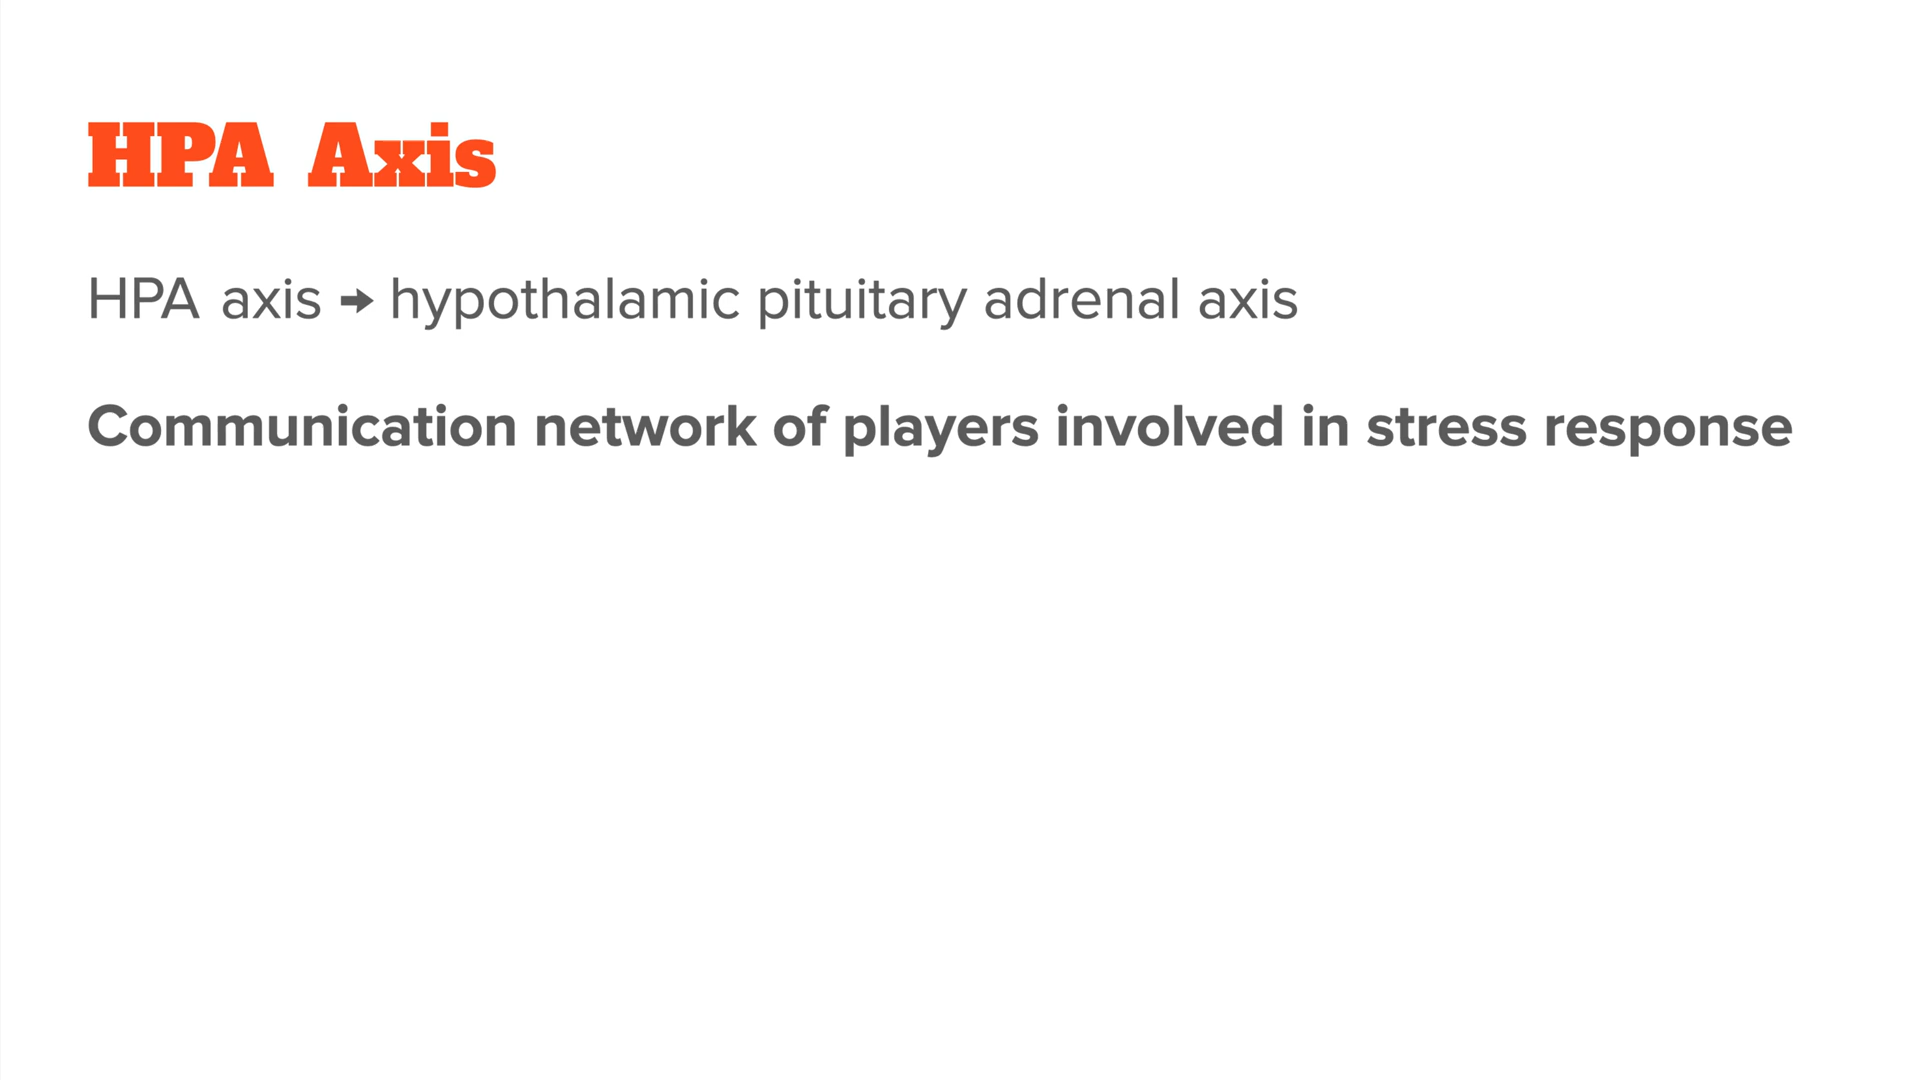 HPA Axis
HPA axis → hypothalamic pituitary adrenal axis
Communication network of players involved in stress response